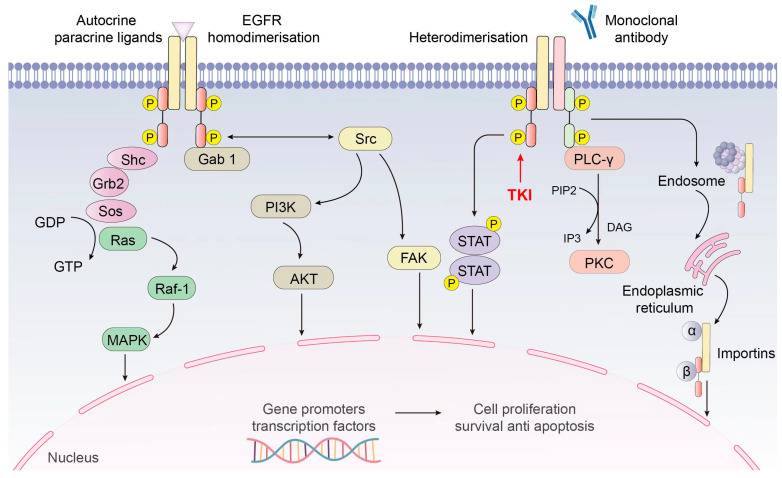 Autocrine
paracrine ligands
EGFR
homodimerisation
Heterodimerisation
Monoclonal
antibody
P
P
P
P
P
P
P
P
Shc
Grb2
Sos
GDP
GTP
Ras
Raf-1
MAPK
Gab 1
Src
PI3K
AKT
FAK
TKI
P
STAT
STAT
P
PLC-γ
PIP2
IP3
DAG
PKC
Endosome
Endoplasmic
reticulum
α
β
Importins
Gene promoters
transcription factors
Cell proliferation
survival anti apoptosis
Nucleus